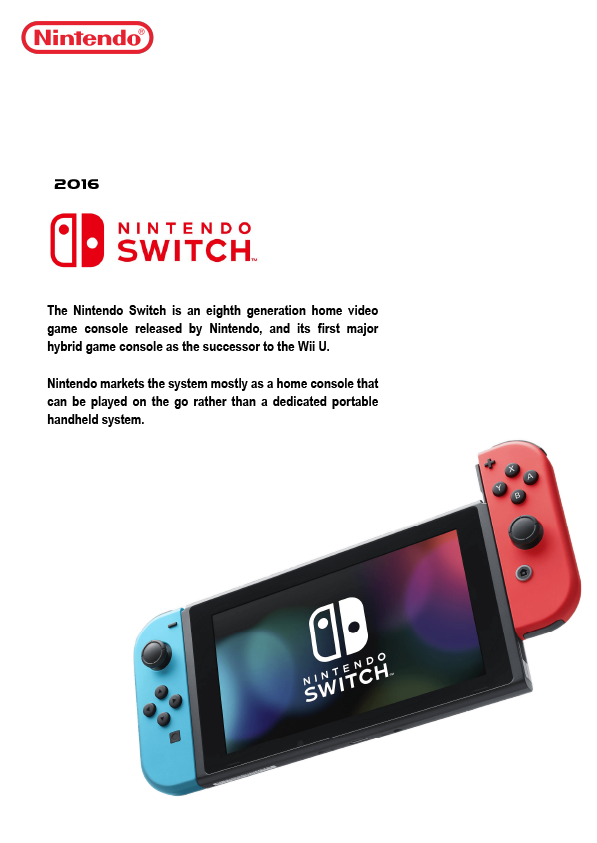 Nintendo®
2016
NINTENDO
SWITCH™
The Nintendo Switch is an eighth generation home video
game console released by Nintendo, and its first major
hybrid game console as the successor to the Wii U.
Nintendo markets the system mostly as a home console that
can be played on the go rather than a dedicated portable
handheld system.
X
A
Y
B
NINTENDO
SWITCH™